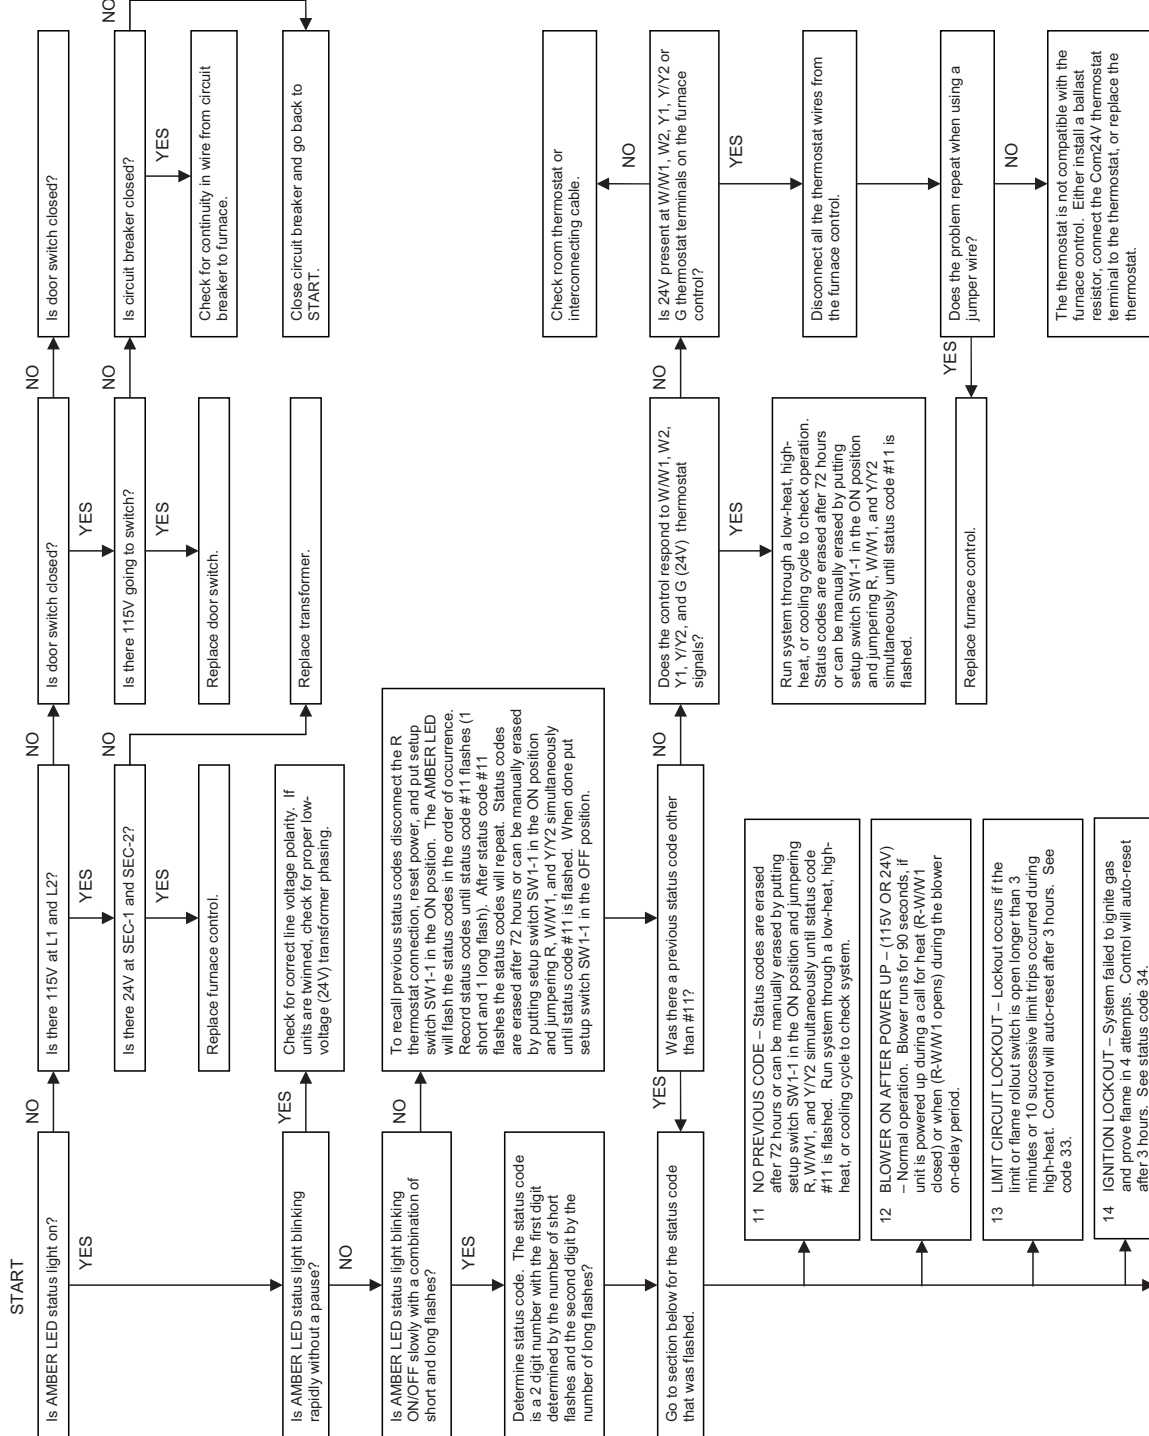 START
Is AMBER LED status light on?
NO
YES
Is there 115V at L1 and L2?
NO
YES
Is door switch closed?
NO
YES
Is door switch closed?
Is there 24V at SEC-1 and SEC-2?
NO
YES
Is there 115V going to switch?
NO
YES
Is circuit breaker closed?
NO
YES
Replace furnace control.
Replace door switch.
Check for continuity in wire from circuit
breaker to furnace.
Is AMBER LED status light blinking
rapidly without a pause?
YES
NO
Check for correct line voltage polarity.  If
units are twinned, check for proper low-
voltage (24V) transformer phasing.
Replace transformer.
Close circuit breaker and go back to
START.
Is AMBER LED status light blinking
ON/OFF slowly with a combination of
short and long flashes?
NO
YES
To recall previous status codes disconnect the R
thermostat connection, reset power, and put setup
switch SW1-1 in the ON position.  The AMBER LED
will flash the status codes in the order of occurrence.
Record status codes until status code #11 flashes (1
short and 1 long flash).  After status code #11
flashes the status codes will repeat.  Status codes
are erased after 72 hours or can be manually erased
by putting setup switch SW1-1 in the ON position
and jumpering R, W/W1, and Y/Y2 simultaneously
until status code #11 is flashed.  When done put
setup switch SW1-1 in the OFF position.
Determine status code.  The status code
is a 2 digit number with the first digit
determined by the number of short
flashes and the second digit by the
number of long flashes?
Go to section below for the status code
that was flashed.
YES
Was there a previous status code other
than #11?
NO
Does the control respond to W/W1, W2,
Y1, Y/Y2, and G (24V)  thermostat
signals?
NO
YES
Is 24V present at W/W1, W2, Y1, Y/Y2 or
G thermostat terminals on the furnace
control?
NO
YES
Check room thermostat or
interconnecting cable.
Run system through a low-heat, high-
heat, or cooling cycle to check operation.
Status codes are erased after 72 hours
or can be manually erased by putting
setup switch SW1-1 in the ON position
and jumpering R, W/W1, and Y/Y2
simultaneously until status code #11 is
flashed.
Disconnect all the thermostat wires from
the furnace control.
Does the problem repeat when using a
jumper wire?
YES
NO
Replace furnace control.
The thermostat is not compatible with the
furnace control.  Either install a ballast
resistor, connect the Com24V thermostat
terminal to the thermostat, or replace the
thermostat.
11 NO PREVIOUS CODE – Status codes are erased
after 72 hours or can be manually erased by putting
setup switch SW1-1 in the ON position and jumpering
R, W/W1, and Y/Y2 simultaneously until status code
#11 is flashed.  Run system through a low-heat, high-
heat, or cooling cycle to check system.
12 BLOWER ON AFTER POWER UP – (115V OR 24V)
– Normal operation.  Blower runs for 90 seconds, if
unit is powered up during a call for heat (R-W/W1
closed) or when (R-W/W1 opens) during the blower
on-delay period.
13 LIMIT CIRCUIT LOCKOUT – Lockout occurs if the
limit or flame rollout switch is open longer than 3
minutes or 10 successive limit trips occurred during
high-heat.  Control will auto-reset after 3 hours.  See
code 33.
14 IGNITION LOCKOUT – System failed to ignite gas
and prove flame in 4 attempts.  Control will auto-reset
after 3 hours.  See status code 34.